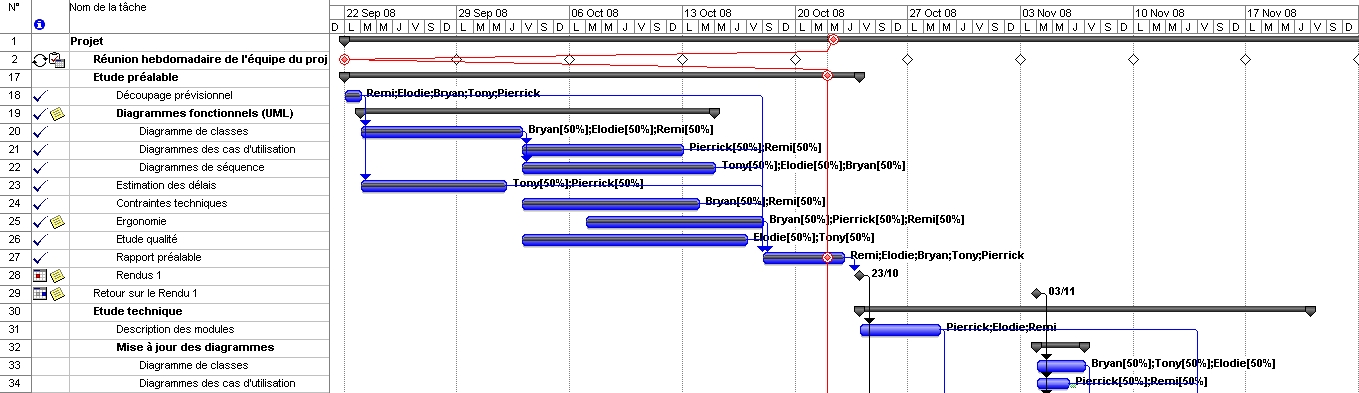 N° Nom de la tâche 22 Sep 08 29 Sep 08 06 Oct 08 13 Oct 08 20 Oct 08 27 Oct 08 03 Nov 08 10 Nov 08 17 Nov 08
D L M M J V S D L M M J V S D L M M J V S D L M M J V S D L M M J V S D L M M J V S D L M M J V S D L M M J V S D L M M J V S D
1 Projet
2 Réunion hebdomadaire de l'équipe du proj
17 Etude préalable
18 Découpage prévisionnel Remi;Elodie;Bryan;Tony;Pierrick
19 Diagrammes fonctionnels (UML)
20 Diagramme de classes Bryan[50%];Elodie[50%];Remi[50%]
21 Diagrammes des cas d'utilisation Pierrick[50%];Remi[50%]
22 Diagrammes de séquence Tony[50%];Elodie[50%];Bryan[50%]
23 Estimation des délais Tony[50%];Pierrick[50%]
24 Contraintes techniques Bryan[50%];Remi[50%]
25 Ergonomie Bryan[50%];Pierrick[50%];Remi[50%]
26 Etude qualité Elodie[50%];Tony[50%]
27 Rapport préalable Remi;Elodie;Bryan;Tony;Pierrick
28 Rendus 1 23/10
29 Retour sur le Rendu 1 03/11
30 Etude technique
31 Description des modules Pierrick;Elodie;Remi
32 Mise à jour des diagrammes
33 Diagramme de classes Bryan[50%];Tony[50%];Elodie[50%]
34 Diagrammes des cas d'utilisation Pierrick[50%];Remi[50%]